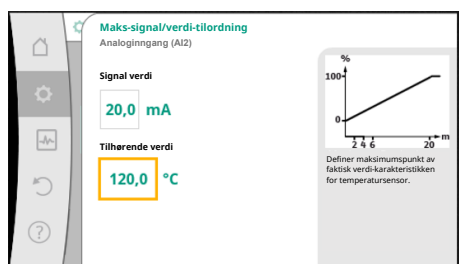 Maks-signal/verdi-tilordning
Analoginngang (AI2)
Signal verdi
20,0 mA
Tilhørende verdi
120,0 °C
%
100
0
2 4 6 20 m
Definer maksimumspunkt av
faktisk verdi-karakteristikken
for temperatursensor.